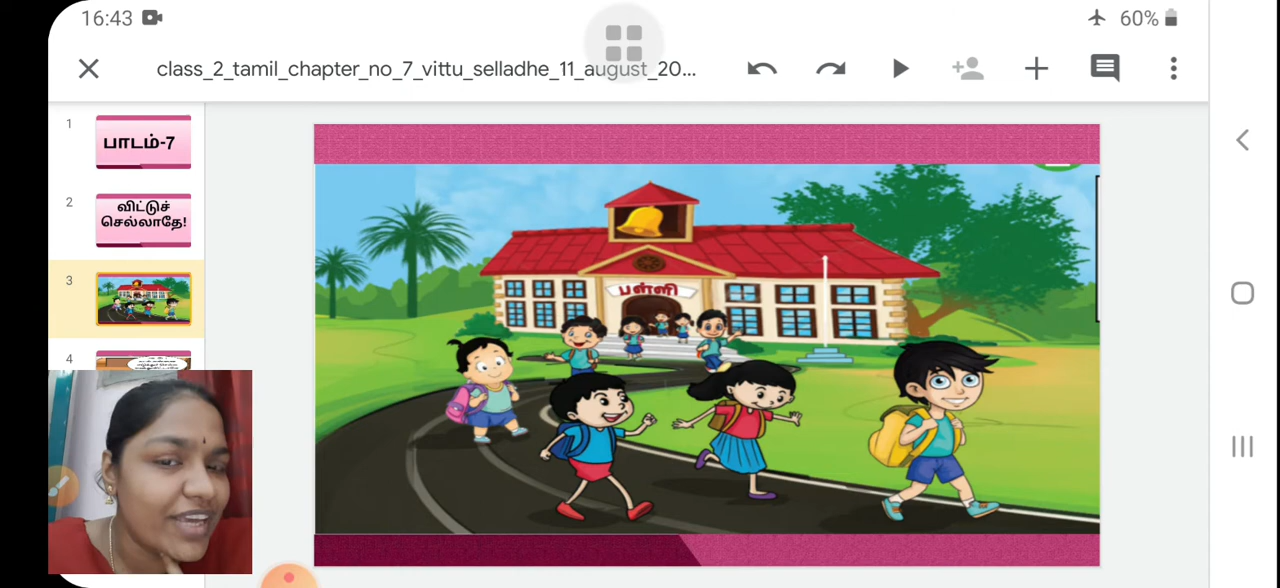 16:43
60%
class_2_tamil_chapter_no_7_vittu_selladhe_11_august_20...
1
பாடம்-7
2
விட்டுச்
செல்லாதே!
3
4
பள்ளி